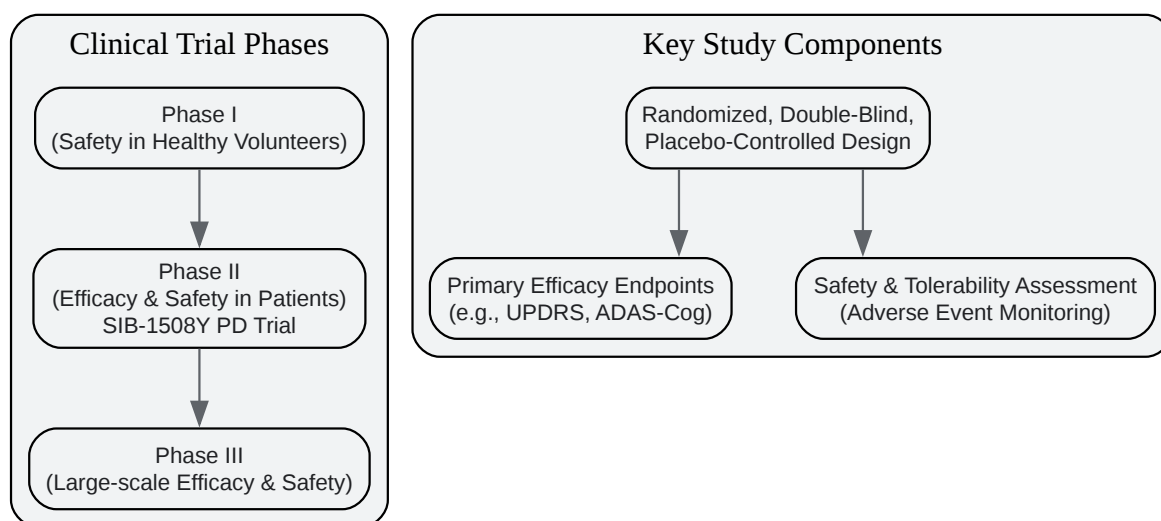 Clinical Trial Phases
Phase I
(Safety in Healthy Volunteers)
Phase II
(Efficacy & Safety in Patients)
SIB-1508Y PD Trial
Phase III
(Large-scale Efficacy & Safety)
Key Study Components
Randomized, Double-Blind,
Placebo-Controlled Design
Primary Efficacy Endpoints
(e.g., UPDRS, ADAS-Cog)
Safety & Tolerability Assessment
(Adverse Event Monitoring)